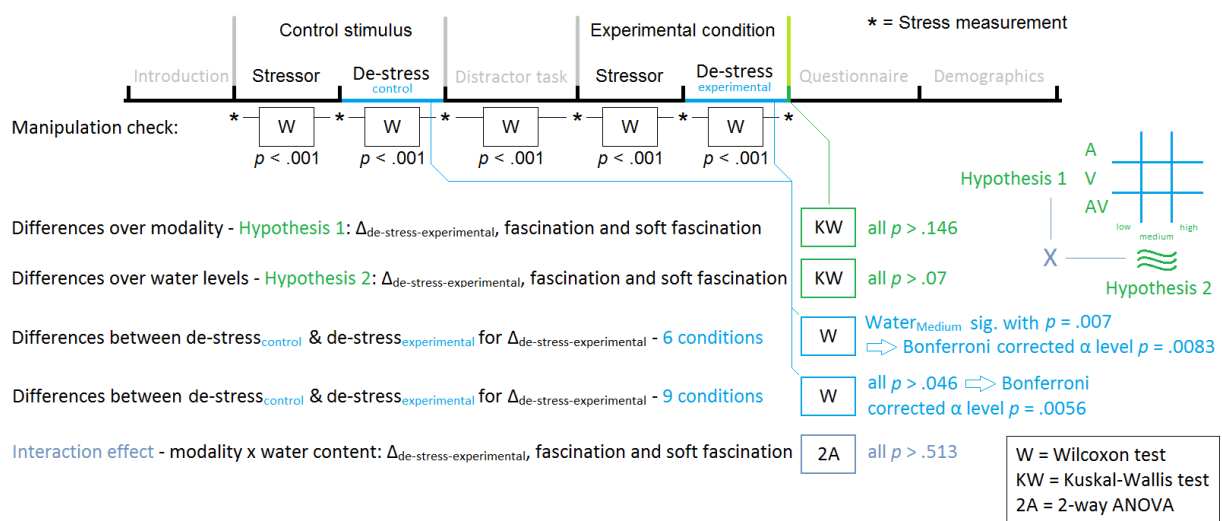 Control stimulus
Experimental condition
* = Stress measurement
Introduction
Stressor
De-stress
control
Distractor task
Stressor
De-stress
experimental
Questionnaire
Demographics
Manipulation check:
* W * W * W * W * W *
p < .001
p < .001
p < .001
p < .001
p < .001
Hypothesis 1
A
V
AV
low
medium
high
X
Hypothesis 2
Differences over modality - Hypothesis 1: Δde-stress-experimental, fascination and soft fascination
KW
all p > .146
Differences over water levels - Hypothesis 2: Δde-stress-experimental, fascination and soft fascination
KW
all p > .07
Differences between de-stresscontrol & de-stressexperimental for Δde-stress-experimental - 6 conditions
W
WaterMedium sig. with p = .007
Bonferroni corrected α level p = .0083
Differences between de-stresscontrol & de-stressexperimental for Δde-stress-experimental - 9 conditions
W
all p > .046 Bonferroni
corrected α level p = .0056
Interaction effect - modality x water content: Δde-stress-experimental, fascination and soft fascination
2A
all p > .513
W = Wilcoxon test
KW = Kuskal-Wallis test
2A = 2-way ANOVA